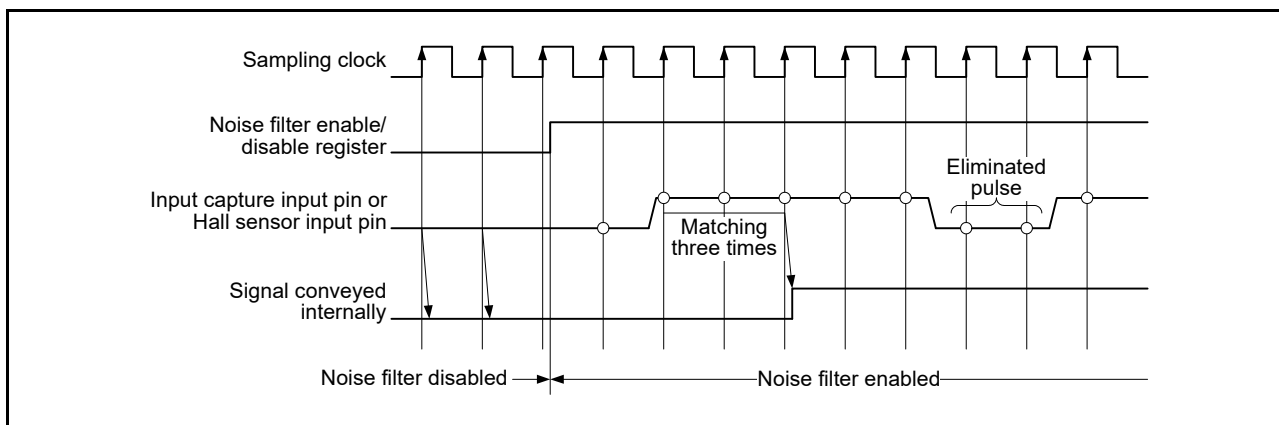 Sampling clock
Noise filter enable/
disable register
Input capture input pin or
Hall sensor input pin
Eliminated
pulse
Matching
three times
Signal conveyed
internally
Noise filter disabled
Noise filter enabled